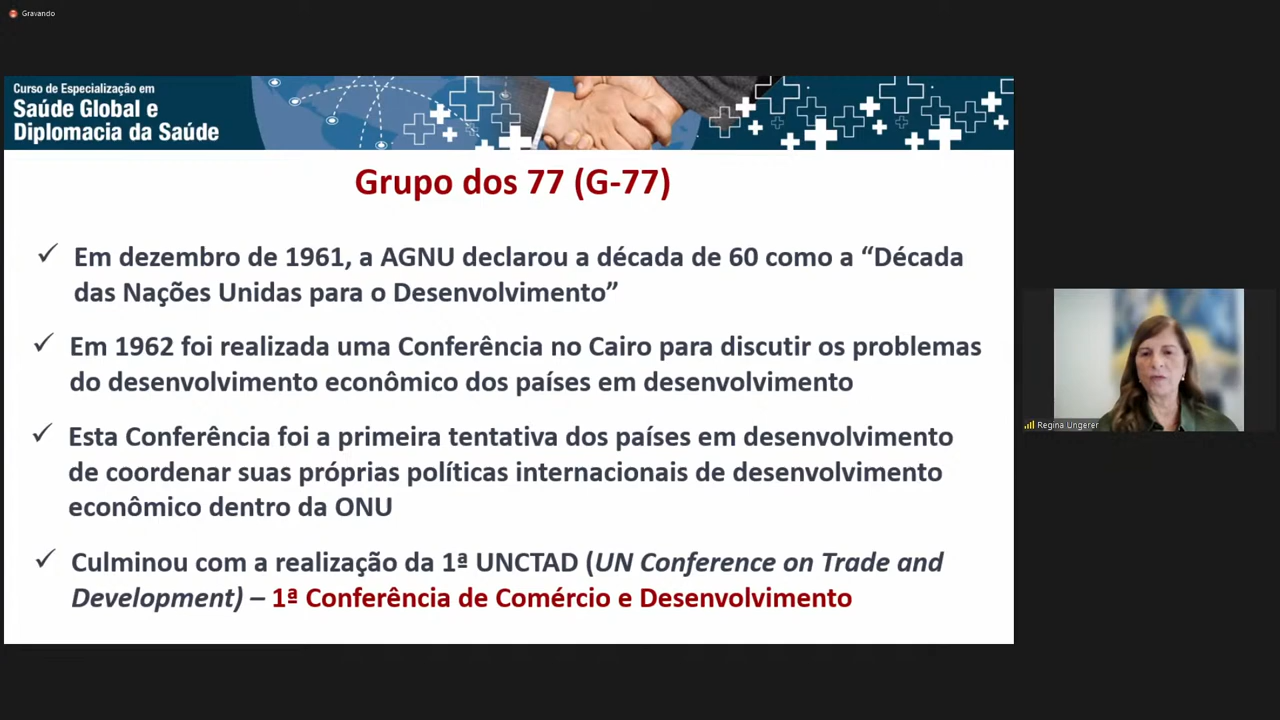 Gravando
Curso de Especialização em
Saúde Global e
Diplomacia da Saúde
Grupo dos 77 (G-77)
✓ Em dezembro de 1961, a AGNU declarou a década de 60 como a “Década
das Nações Unidas para o Desenvolvimento”
✓ Em 1962 foi realizada uma Conferência no Cairo para discutir os problemas
do desenvolvimento econômico dos países em desenvolvimento
✓ Esta Conferência foi a primeira tentativa dos países em desenvolvimento
de coordenar suas próprias políticas internacionais de desenvolvimento
econômico dentro da ONU
✓ Culminou com a realização da 1ª UNCTAD (UN Conference on Trade and
Development) – 1ª Conferência de Comércio e Desenvolvimento
Regina Ungerer